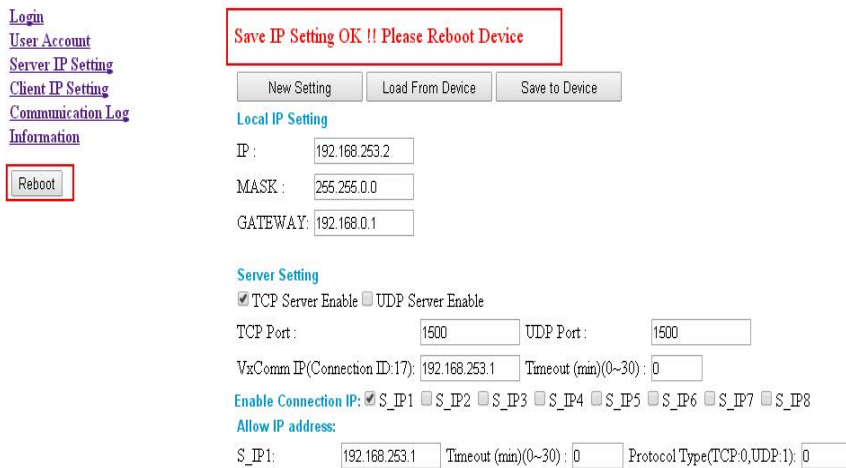 Login
User Account
Server IP Setting
Client IP Setting
Communication Log
Information
Reboot
Save IP Setting OK !! Please Reboot Device
New Setting Load From Device Save to Device
Local IP Setting
IP : 192.168.253.2
MASK : 255.255.0.0
GATEWAY: 192.168.0.1
Server Setting
TCP Server Enable UDP Server Enable
TCP Port : 1500 UDP Port : 1500
VxComm IP(Connection ID:17): 192.168.253.1 Timeout (min)(0~30) : 0
Enable Connection IP: S_IP1 S_IP2 S_IP3 S_IP4 S_IP5 S_IP6 S_IP7 S_IP8
Allow IP address:
S_IP1: 192.168.253.1 Timeout (min)(0~30) : 0 Protocol Type(TCP:0,UDP:1): 0